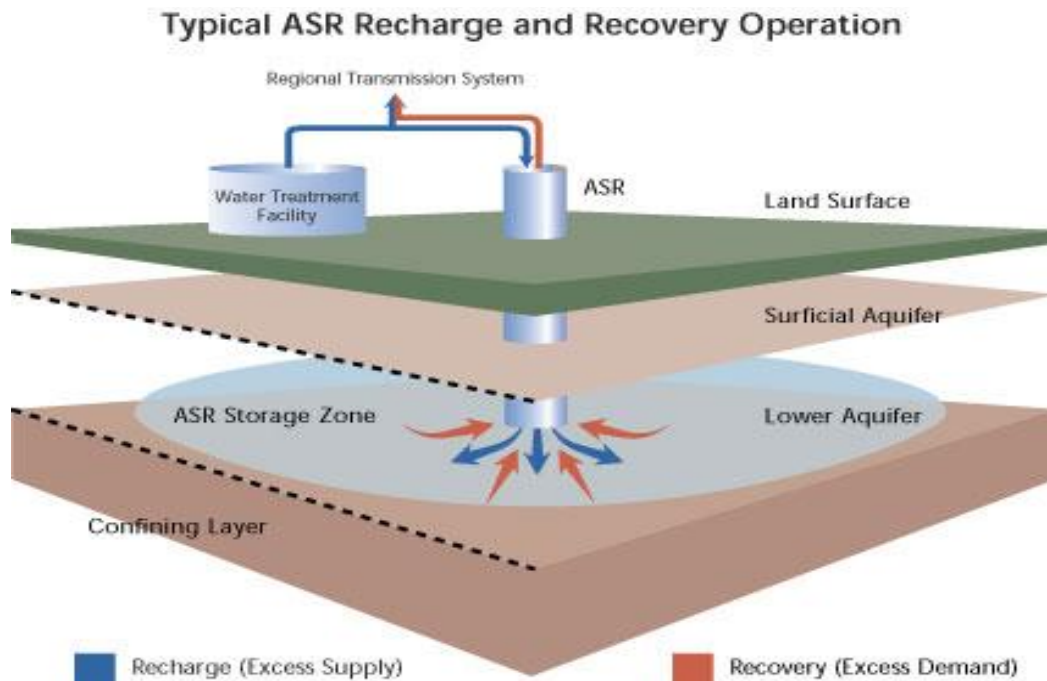 Typical ASR Recharge and Recovery Operation
Regional Transmission System
Water Treatment
Facility
ASR
Land Surface
Surficial Aquifer
ASR Storage Zone
Lower Aquifer
Confining Layer
Recharge (Excess Supply)
Recovery (Excess Demand)